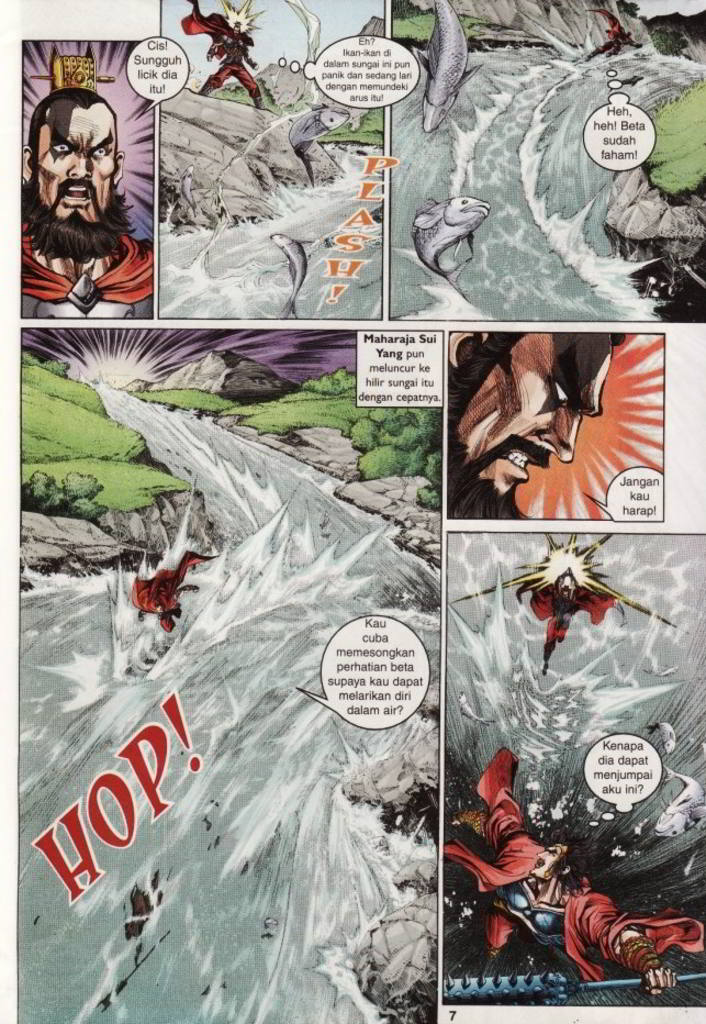 Cis!
Sungguh
licik dia
itu!
Eh?
Ikan-ikan di
dalam sungai ini pun
panik dan sedang lari
dengan memundeki
arus itu!
PLASH!
Heh,
heh! Beta
sudah
faham!
Maharaja Sui
Yang pun
meluncur ke
hilir sungai itu
dengan cepatnya.
Jangan
kau
harap!
Kau
cuba
memesongkan
perhatian beta
supaya kau dapat
melarikan diri
dalam air?
HOP!
Kenapa
dia dapat
menjumpai
aku ini?
7